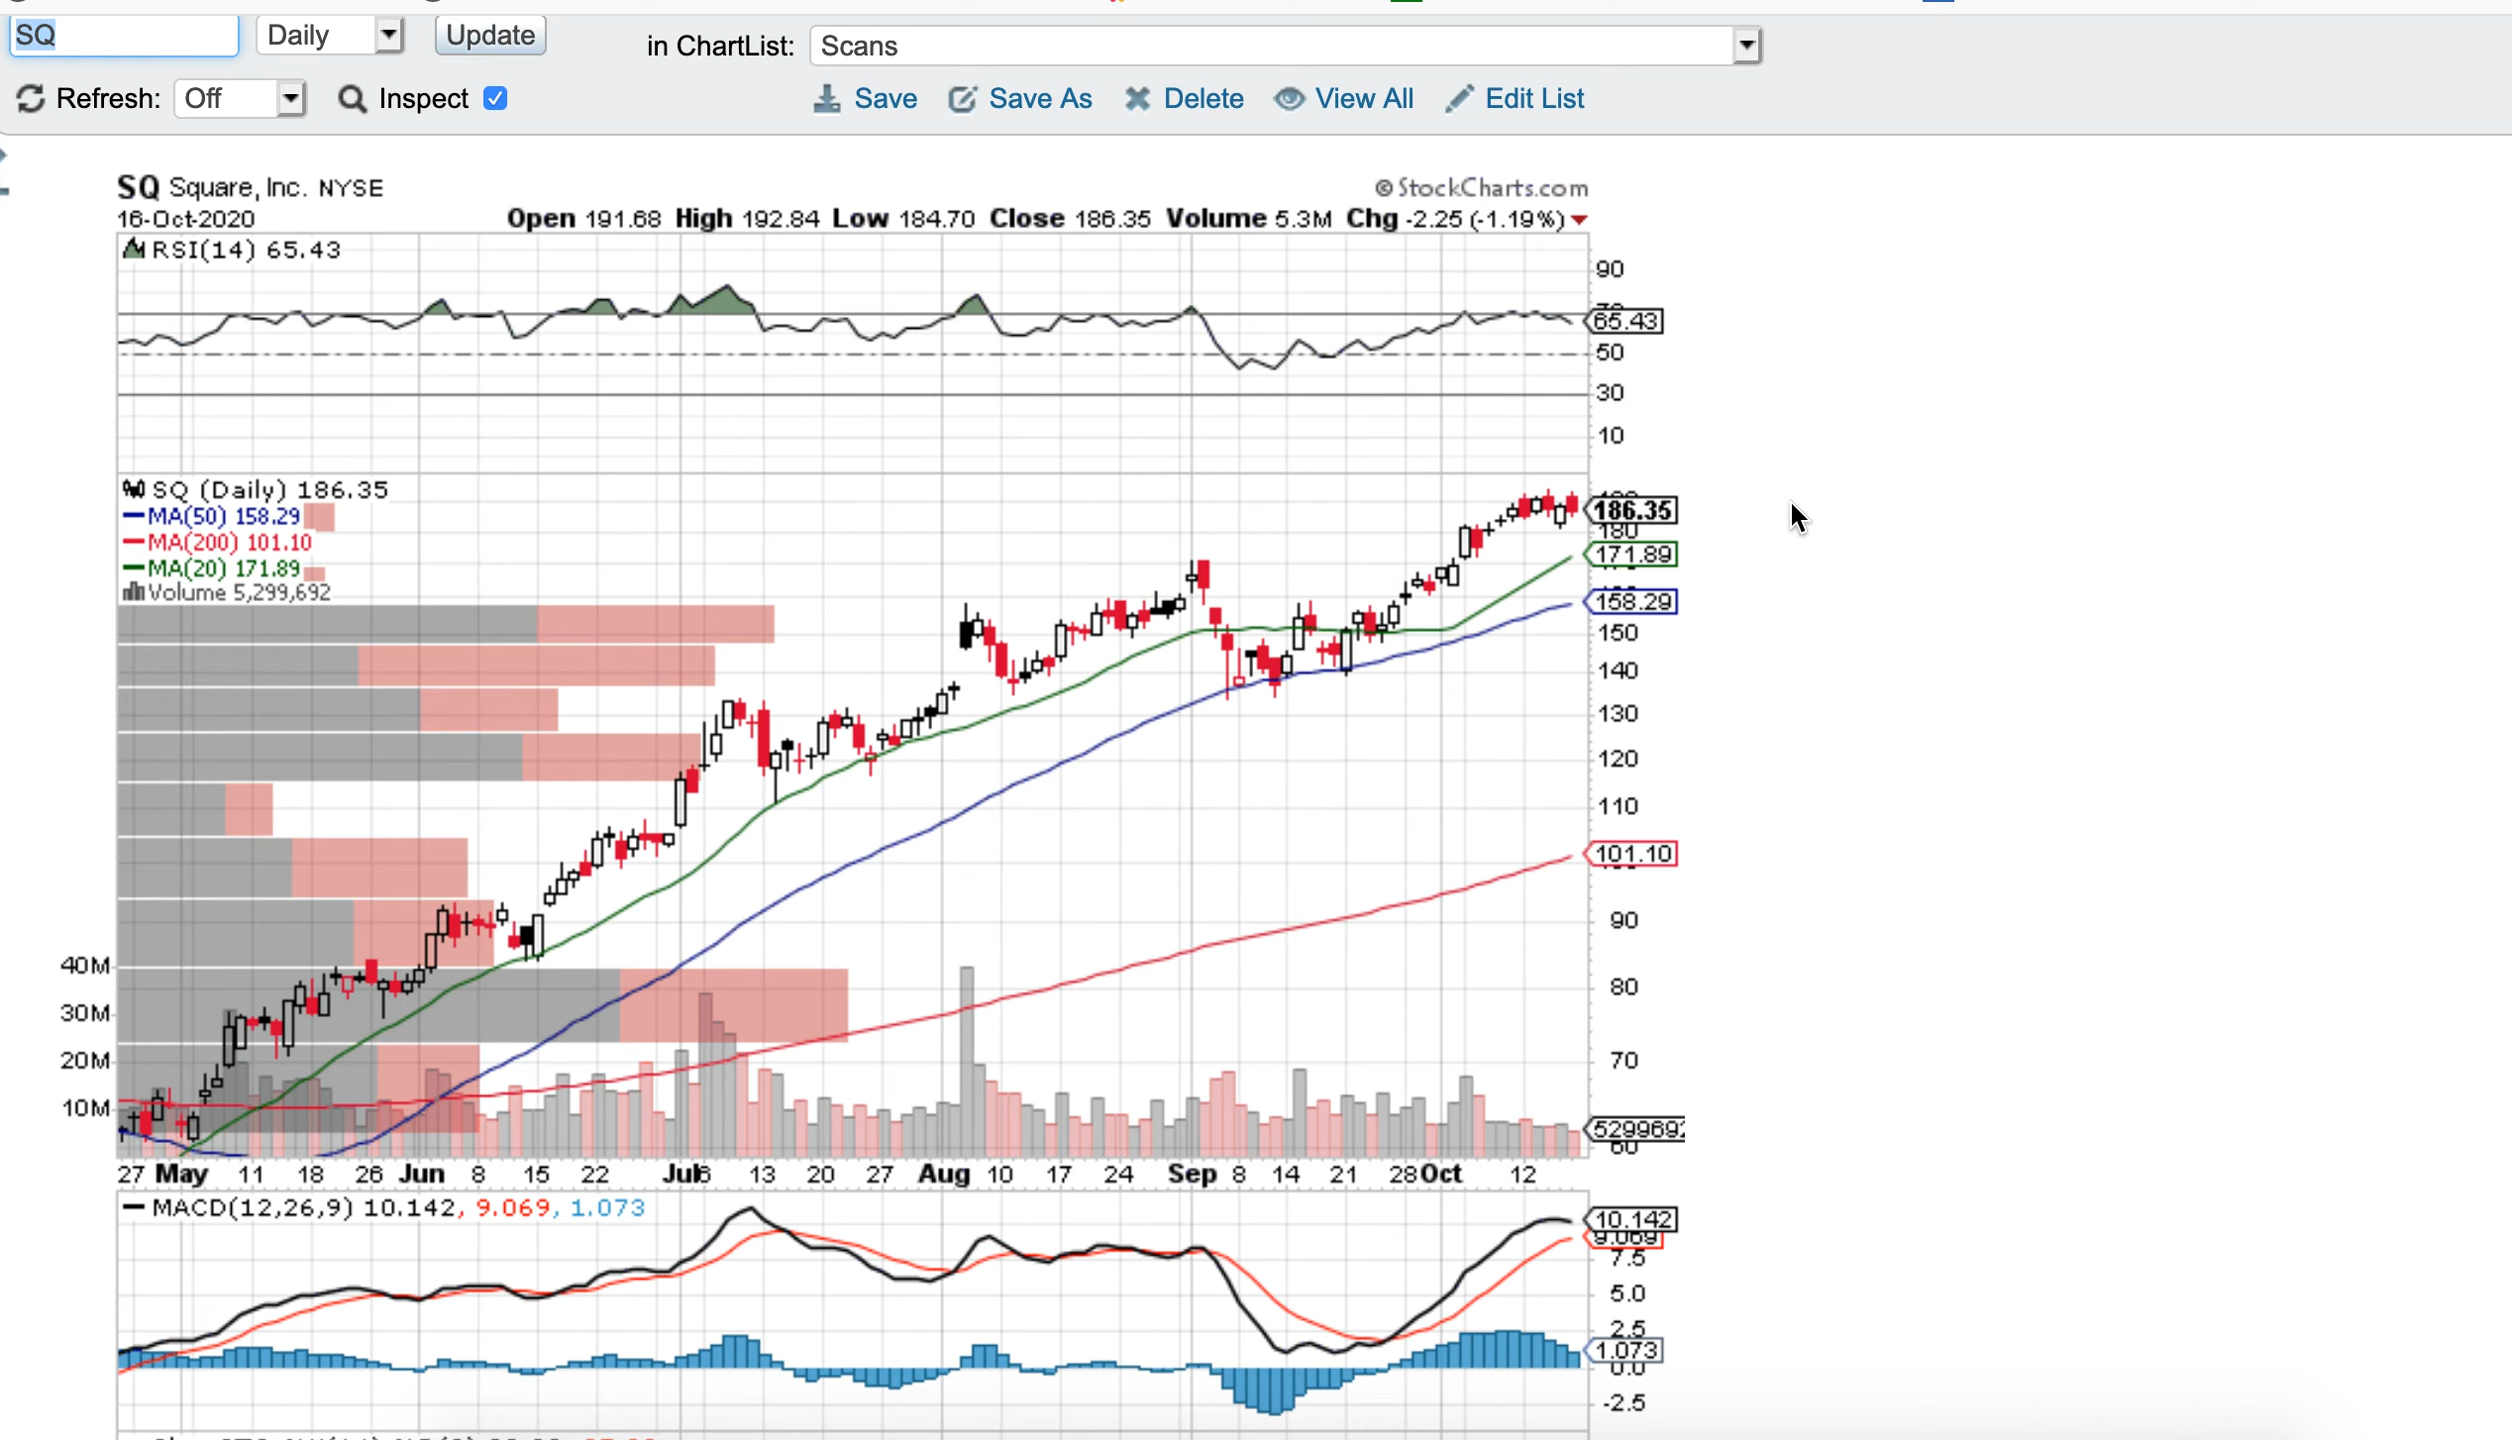 SQ Daily Update in ChartList: Scans
Refresh: Off Inspect Save Save As Delete View All Edit List
SQ Square, Inc. NYSE © StockCharts.com
16-Oct-2020 Open 191.68 High 192.84 Low 184.70 Close 186.35 Volume 5.3M Chg -2.25 (-1.19%)
RSI(14) 65.43
90
65.43
50
30
10
SQ (Daily) 186.35
MA(50) 158.29
MA(200) 101.10
MA(20) 171.89
Volume 5,299,692
186.35
180
171.89
158.29
150
140
130
120
110
101.10
90
80
70
5299692
60
40M
30M
20M
10M
27 May 11 18 26 Jun 8 15 22 Jul 6 13 20 27 Aug 10 17 24 Sep 8 14 21 28 Oct 12
MACD(12,26,9) 10.142, 9.069, 1.073
10.142
9.069
7.5
5.0
2.5
1.073
0.0
-2.5